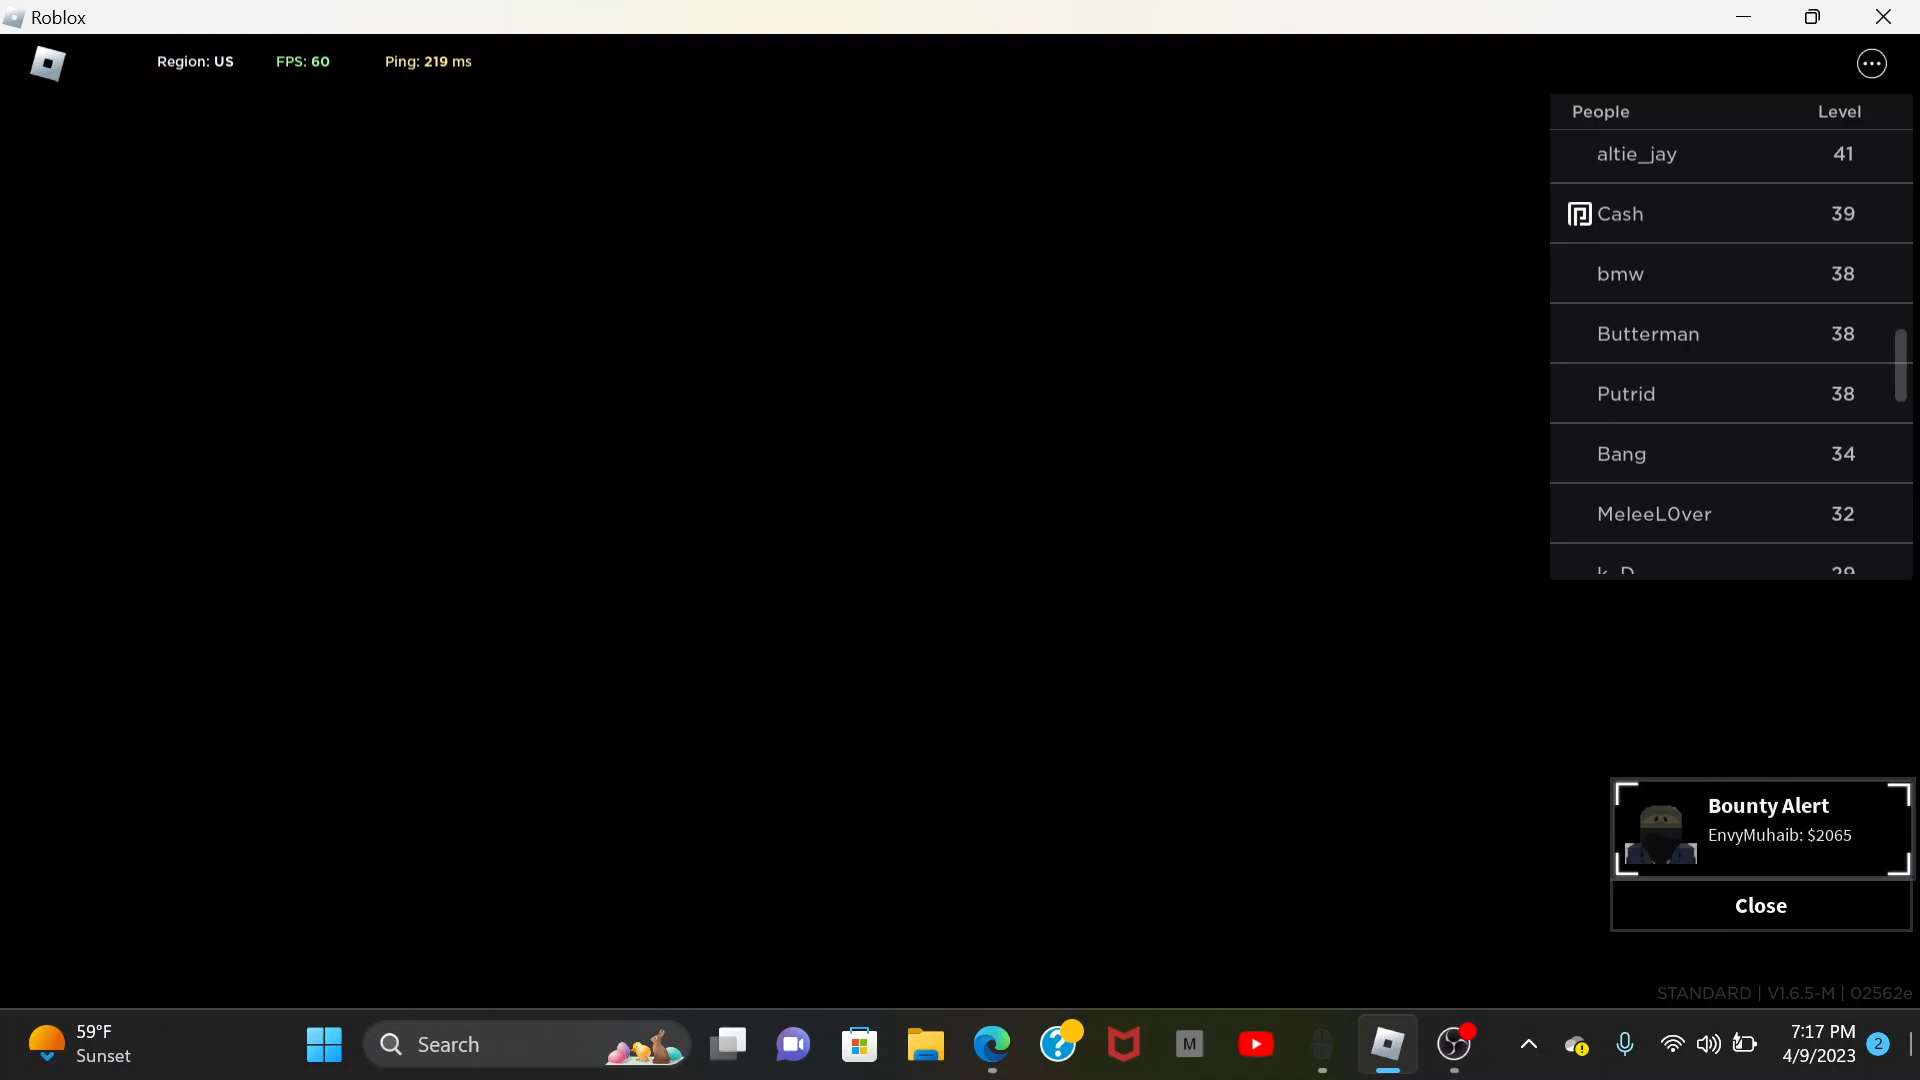 Roblox
Region: US FPS: 60 Ping: 219 ms
People Level
altie_jay 41
Cash 39
bmw 38
Butterman 38
Putrid 38
Bang 34
MeleeL0ver 32
Bounty Alert
EnvyMuhaib: $2065
Close
STANDARD | V1.6.5-M | 02562e
59°F
Sunset
Search
M
7:17 PM
4/9/2023
2